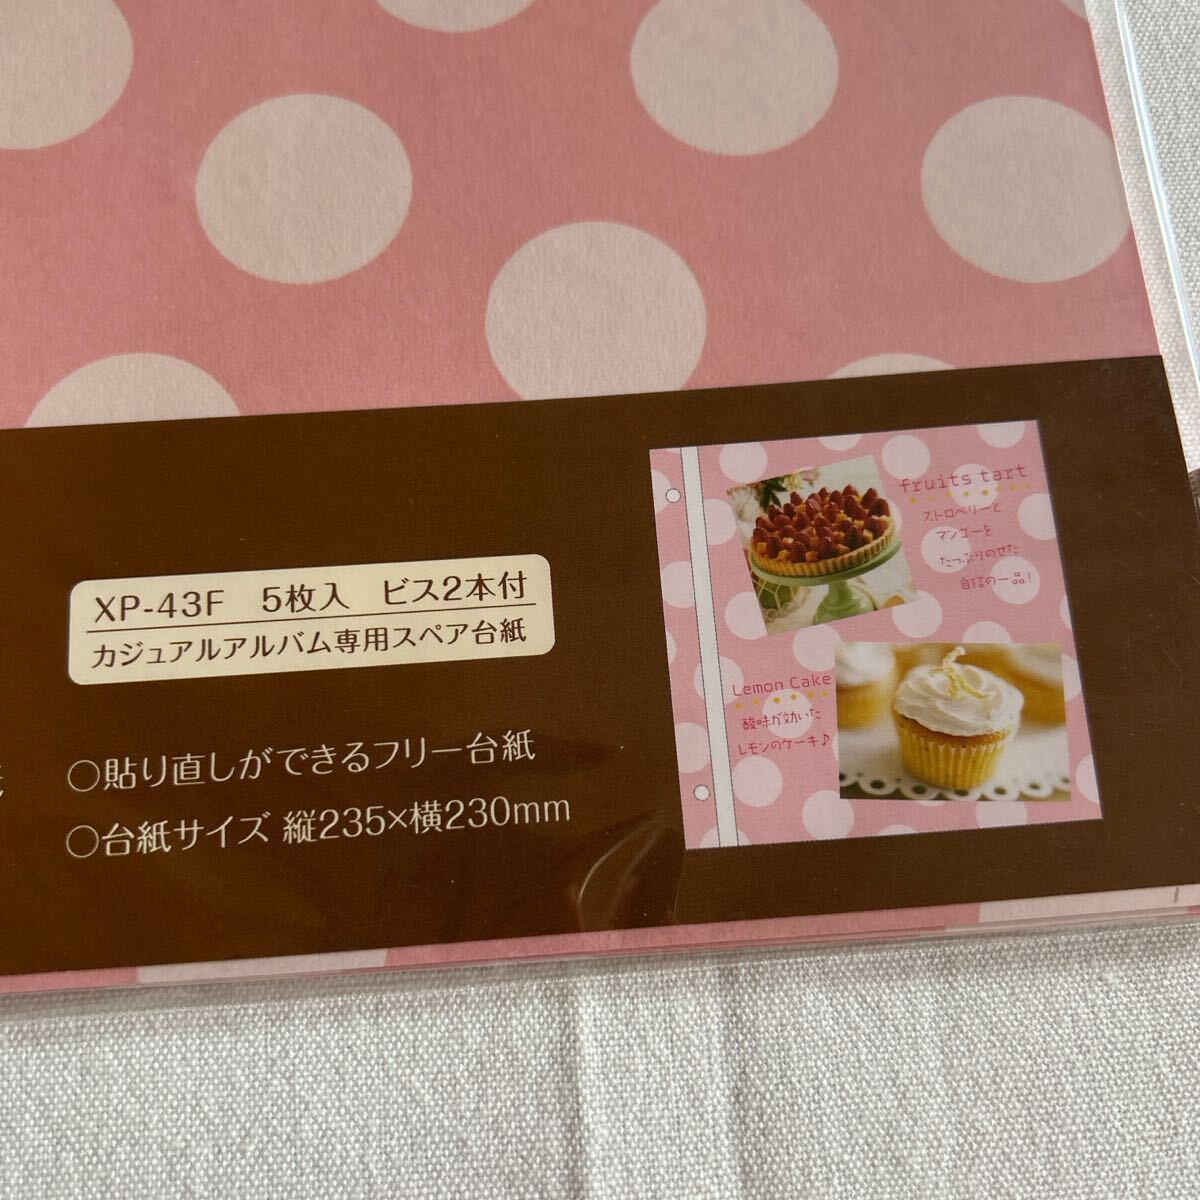 XP-43F 5枚入 ビス2本付
カジュアルアルバム専用スペア台紙
○貼り直しができるフリー台紙
○台紙サイズ 縦235×横230mm
fruits tart
ストロベリーと
マンゴーを
たっぷりのせた
自信の一品!
Lemon Cake
酸味が効いた
レモンのケーキ♪